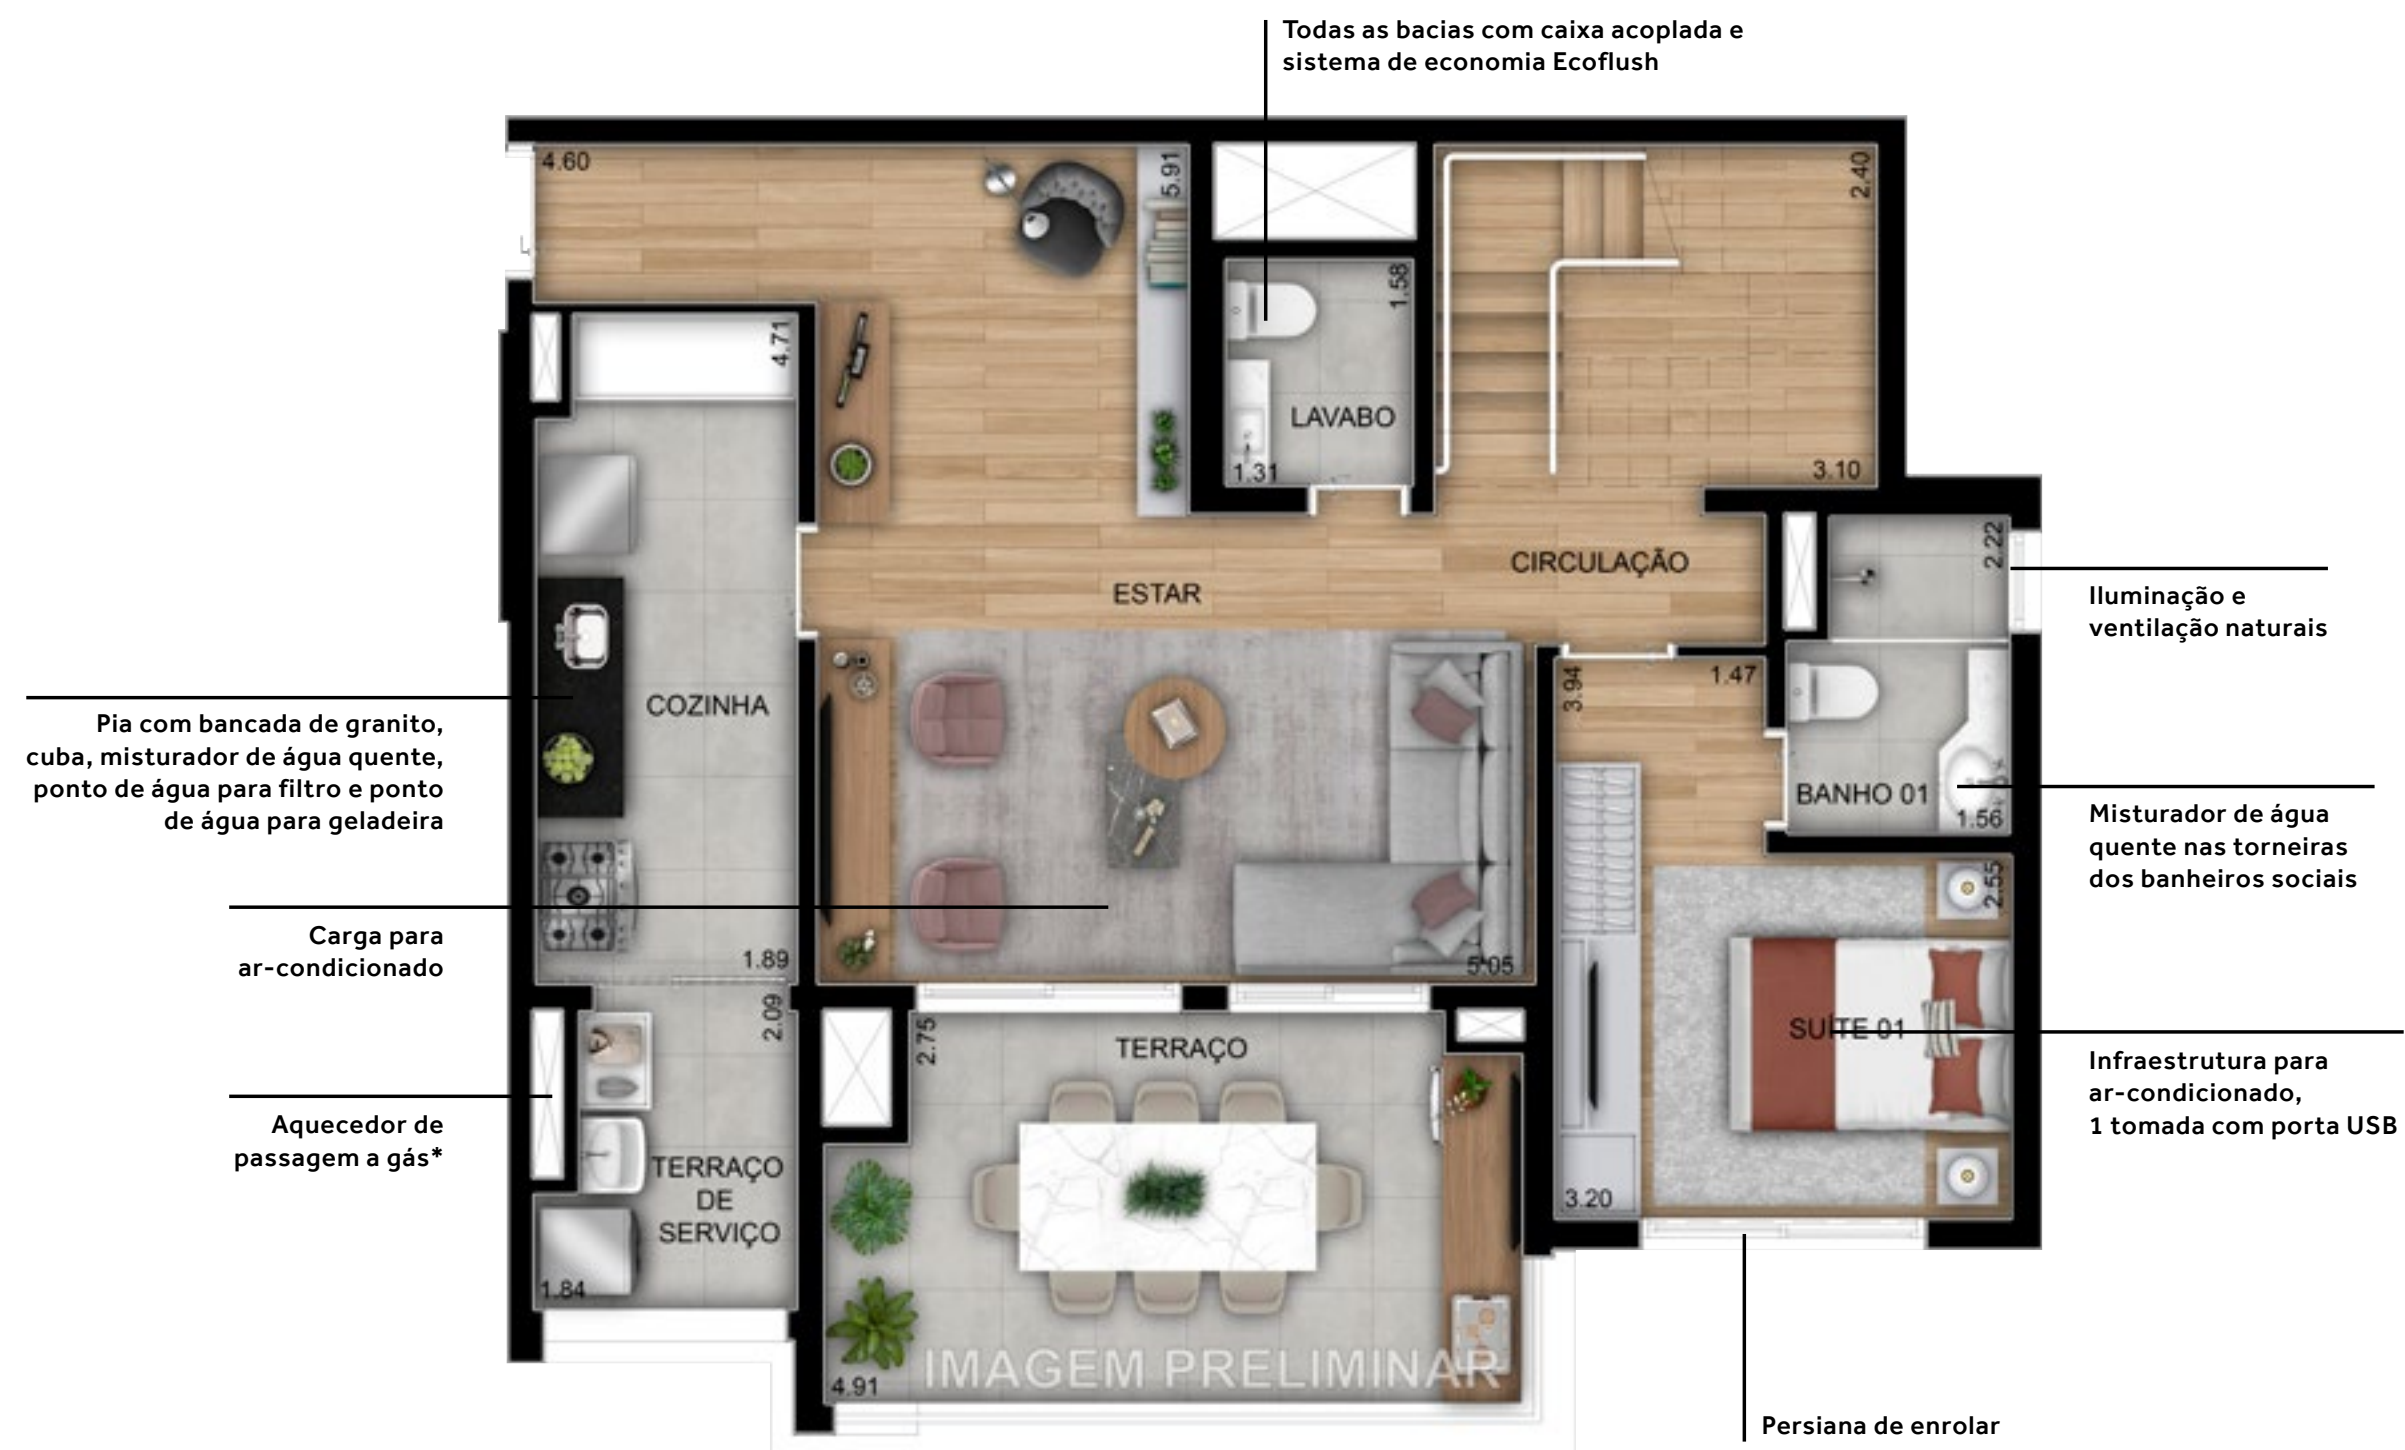 Todas as bacias com caixa acoplada e
sistema de economia Ecoflush
4.60
5.91
2.40
4.71
1.58
LAVABO
1.31
3.10
2.22
CIRCULAÇÃO
ESTAR
Iluminação e
ventilação naturais
3.94
1.47
COZINHA
Pia com bancada de granito,
cuba, misturador de água quente,
ponto de água para filtro e ponto
de água para geladeira
BANHO 01
1.56
Misturador de água
quente nas torneiras
dos banheiros sociais
2.55
Carga para
ar-condicionado
1.89
5.05
2.09
2.75
TERRAÇO
SUÍTE 01
Infraestrutura para
ar-condicionado,
1 tomada com porta USB
Aquecedor de
passagem a gás*
TERRAÇO
DE
SERVIÇO
3.20
1.84
4.91
IMAGEM PRELIMINAR
Persiana de enrolar